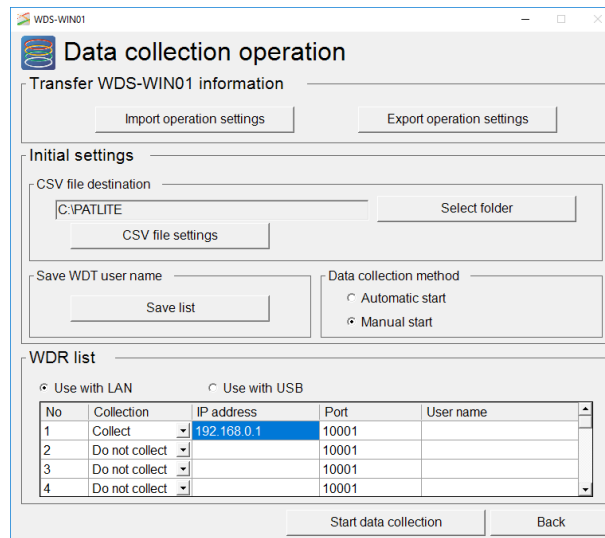 WDS-WIN01
Data collection operation
Transfer WDS-WIN01 information
Import operation settings Export operation settings
Initial settings
CSV file destination
C:\PATLITE Select folder
CSV file settings
Save WDT user name Data collection method
Save list Automatic start
Manual start
WDR list
Use with LAN Use with USB
No Collection IP address Port User name
1 Collect 192.168.0.1 10001
2 Do not collect 10001
3 Do not collect 10001
4 Do not collect 10001
Start data collection Back